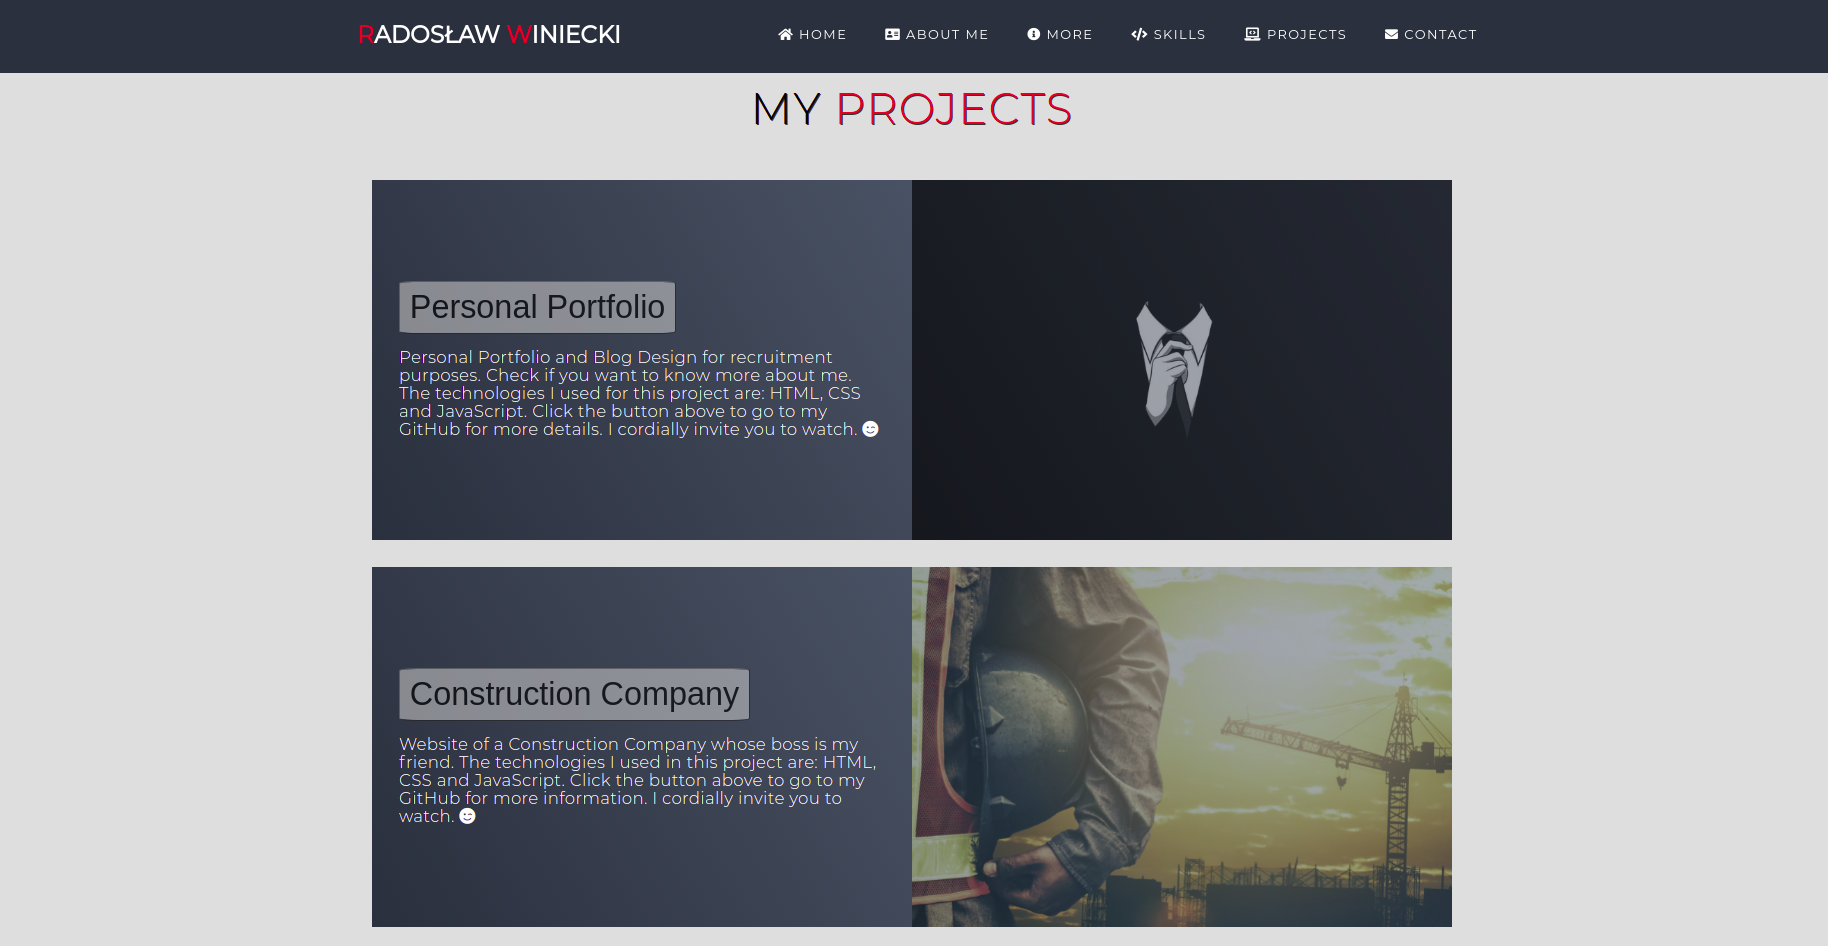 RADOSŁAW WINIECKI
HOME
ABOUT ME
MORE
SKILLS
PROJECTS
CONTACT
MY PROJECTS
Personal Portfolio
Personal Portfolio and Blog Design for recruitment
purposes. Check if you want to know more about me.
The technologies I used for this project are: HTML, CSS
and JavaScript. Click the button above to go to my
GitHub for more details. I cordially invite you to watch.
Construction Company
Website of a Construction Company whose boss is my
friend. The technologies I used in this project are: HTML,
CSS and JavaScript. Click the button above to go to my
GitHub for more information. I cordially invite you to
watch.